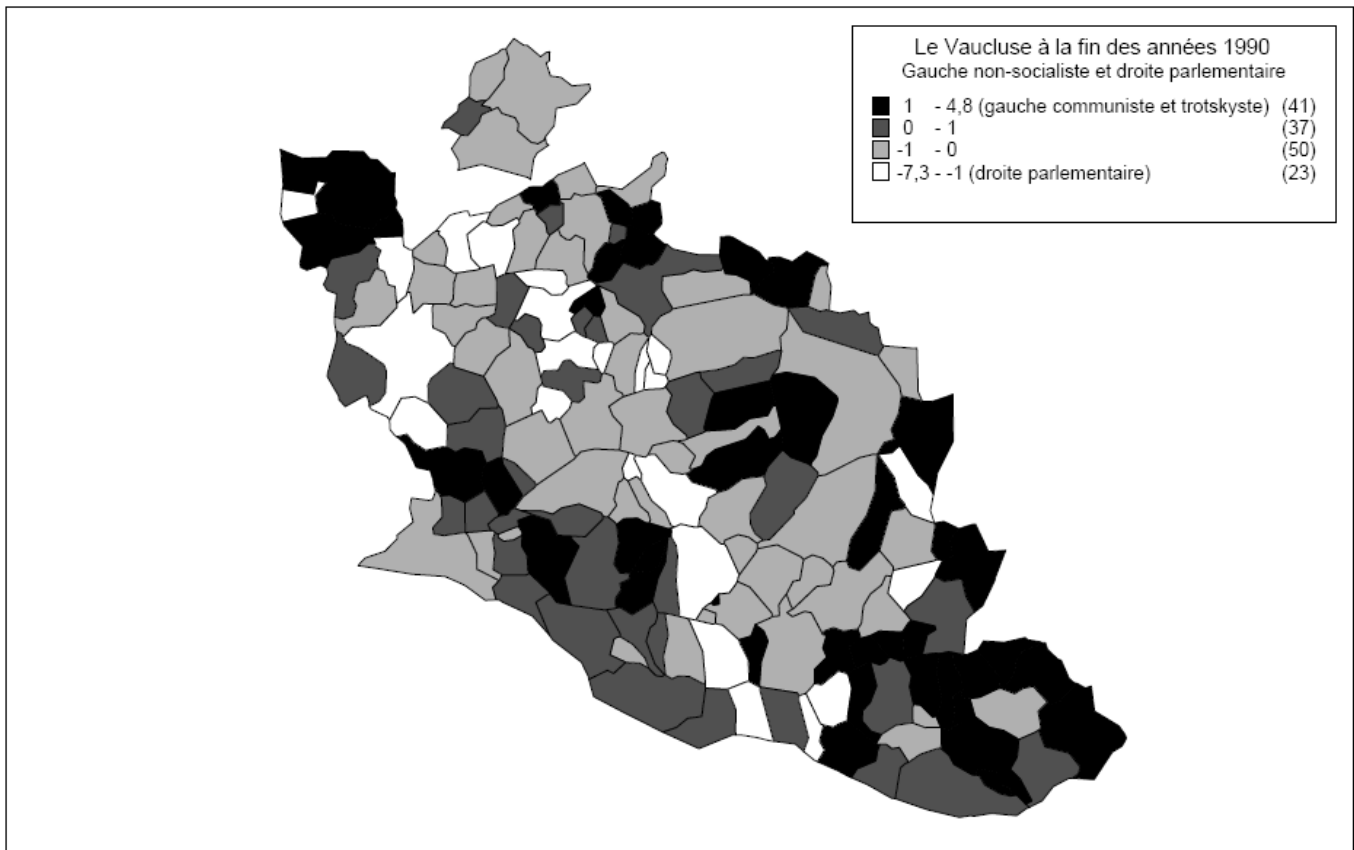 Le Vaucluse à la fin des années 1990
Gauche non-socialiste et droite parlementaire
1 - 4,8 (gauche communiste et trotskyste) (41)
0 - 1 (37)
-1 - 0 (50)
-7,3 - -1 (droite parlementaire) (23)